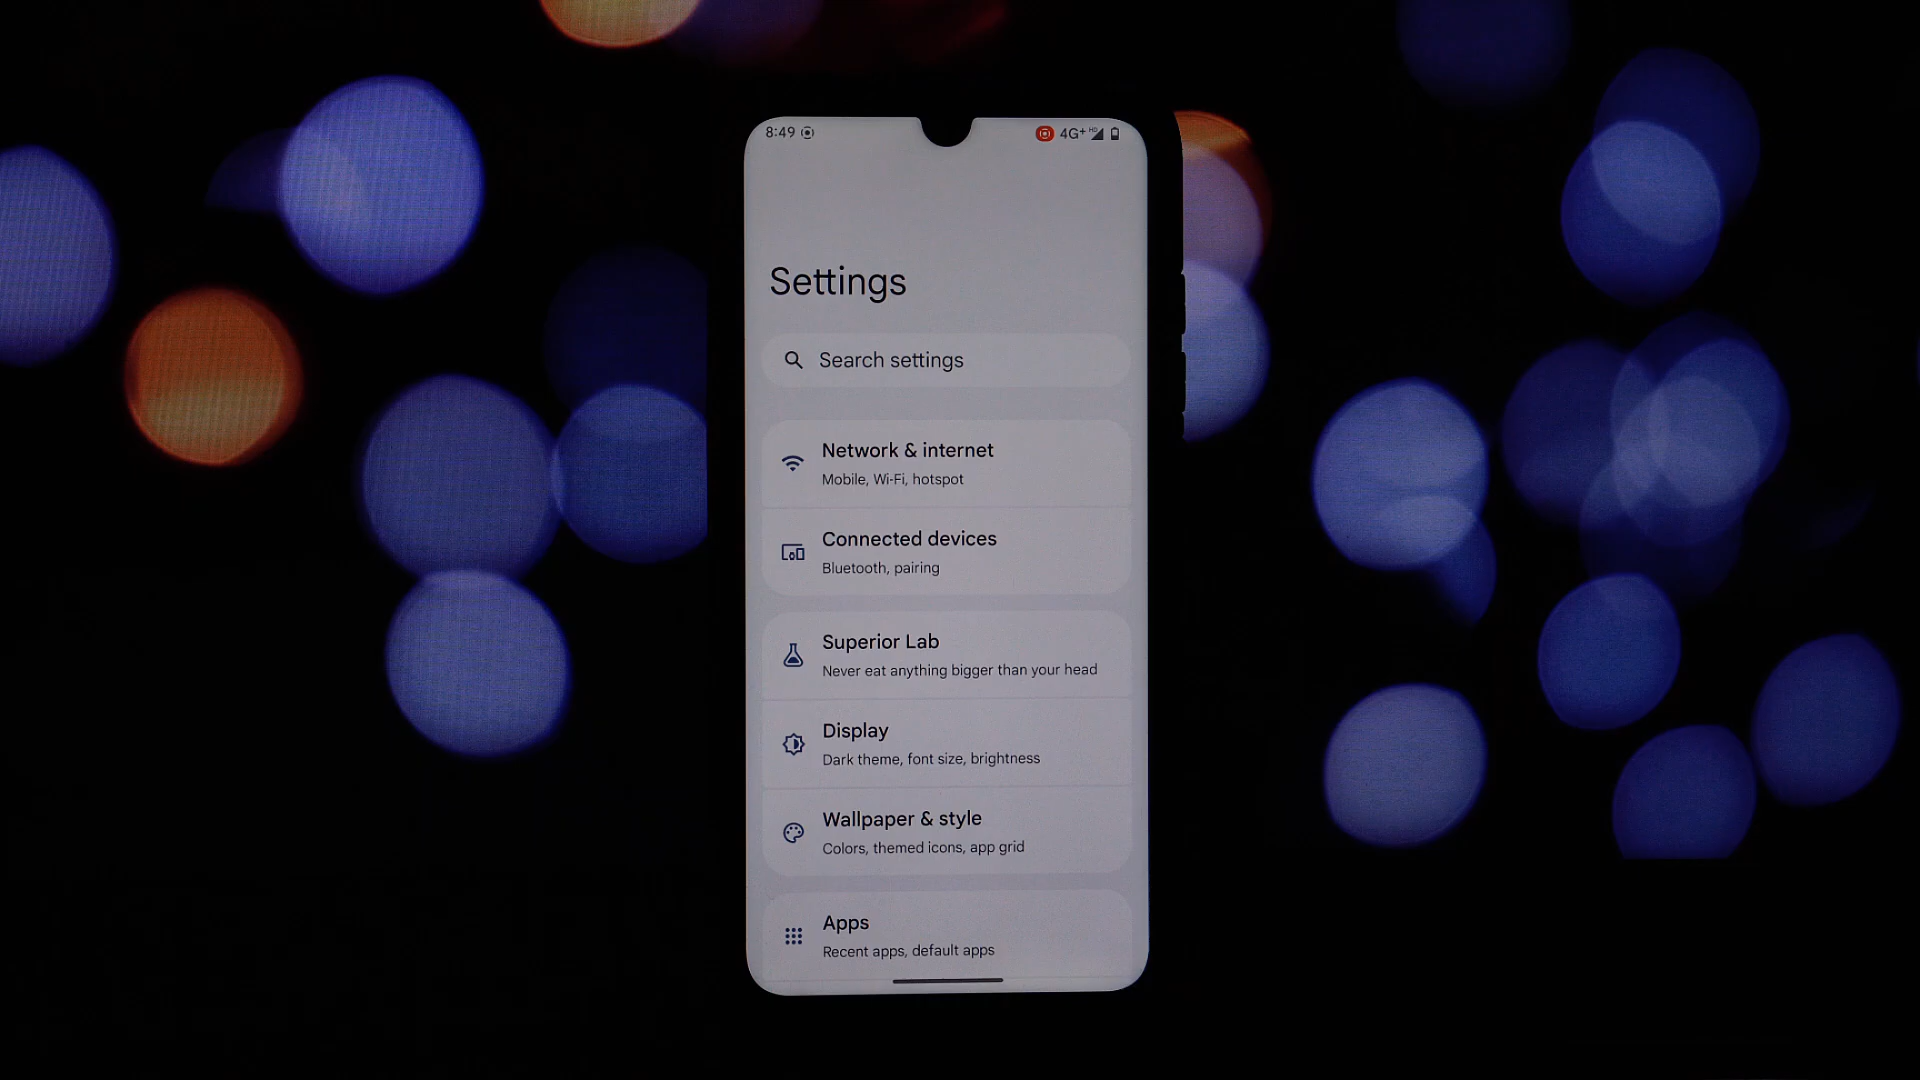 8:49 4G+ HD
Settings
Search settings
Network & internet
Mobile, Wi-Fi, hotspot
Connected devices
Bluetooth, pairing
Superior Lab
Never eat anything bigger than your head
Display
Dark theme, font size, brightness
Wallpaper & style
Colors, themed icons, app grid
Apps
Recent apps, default apps